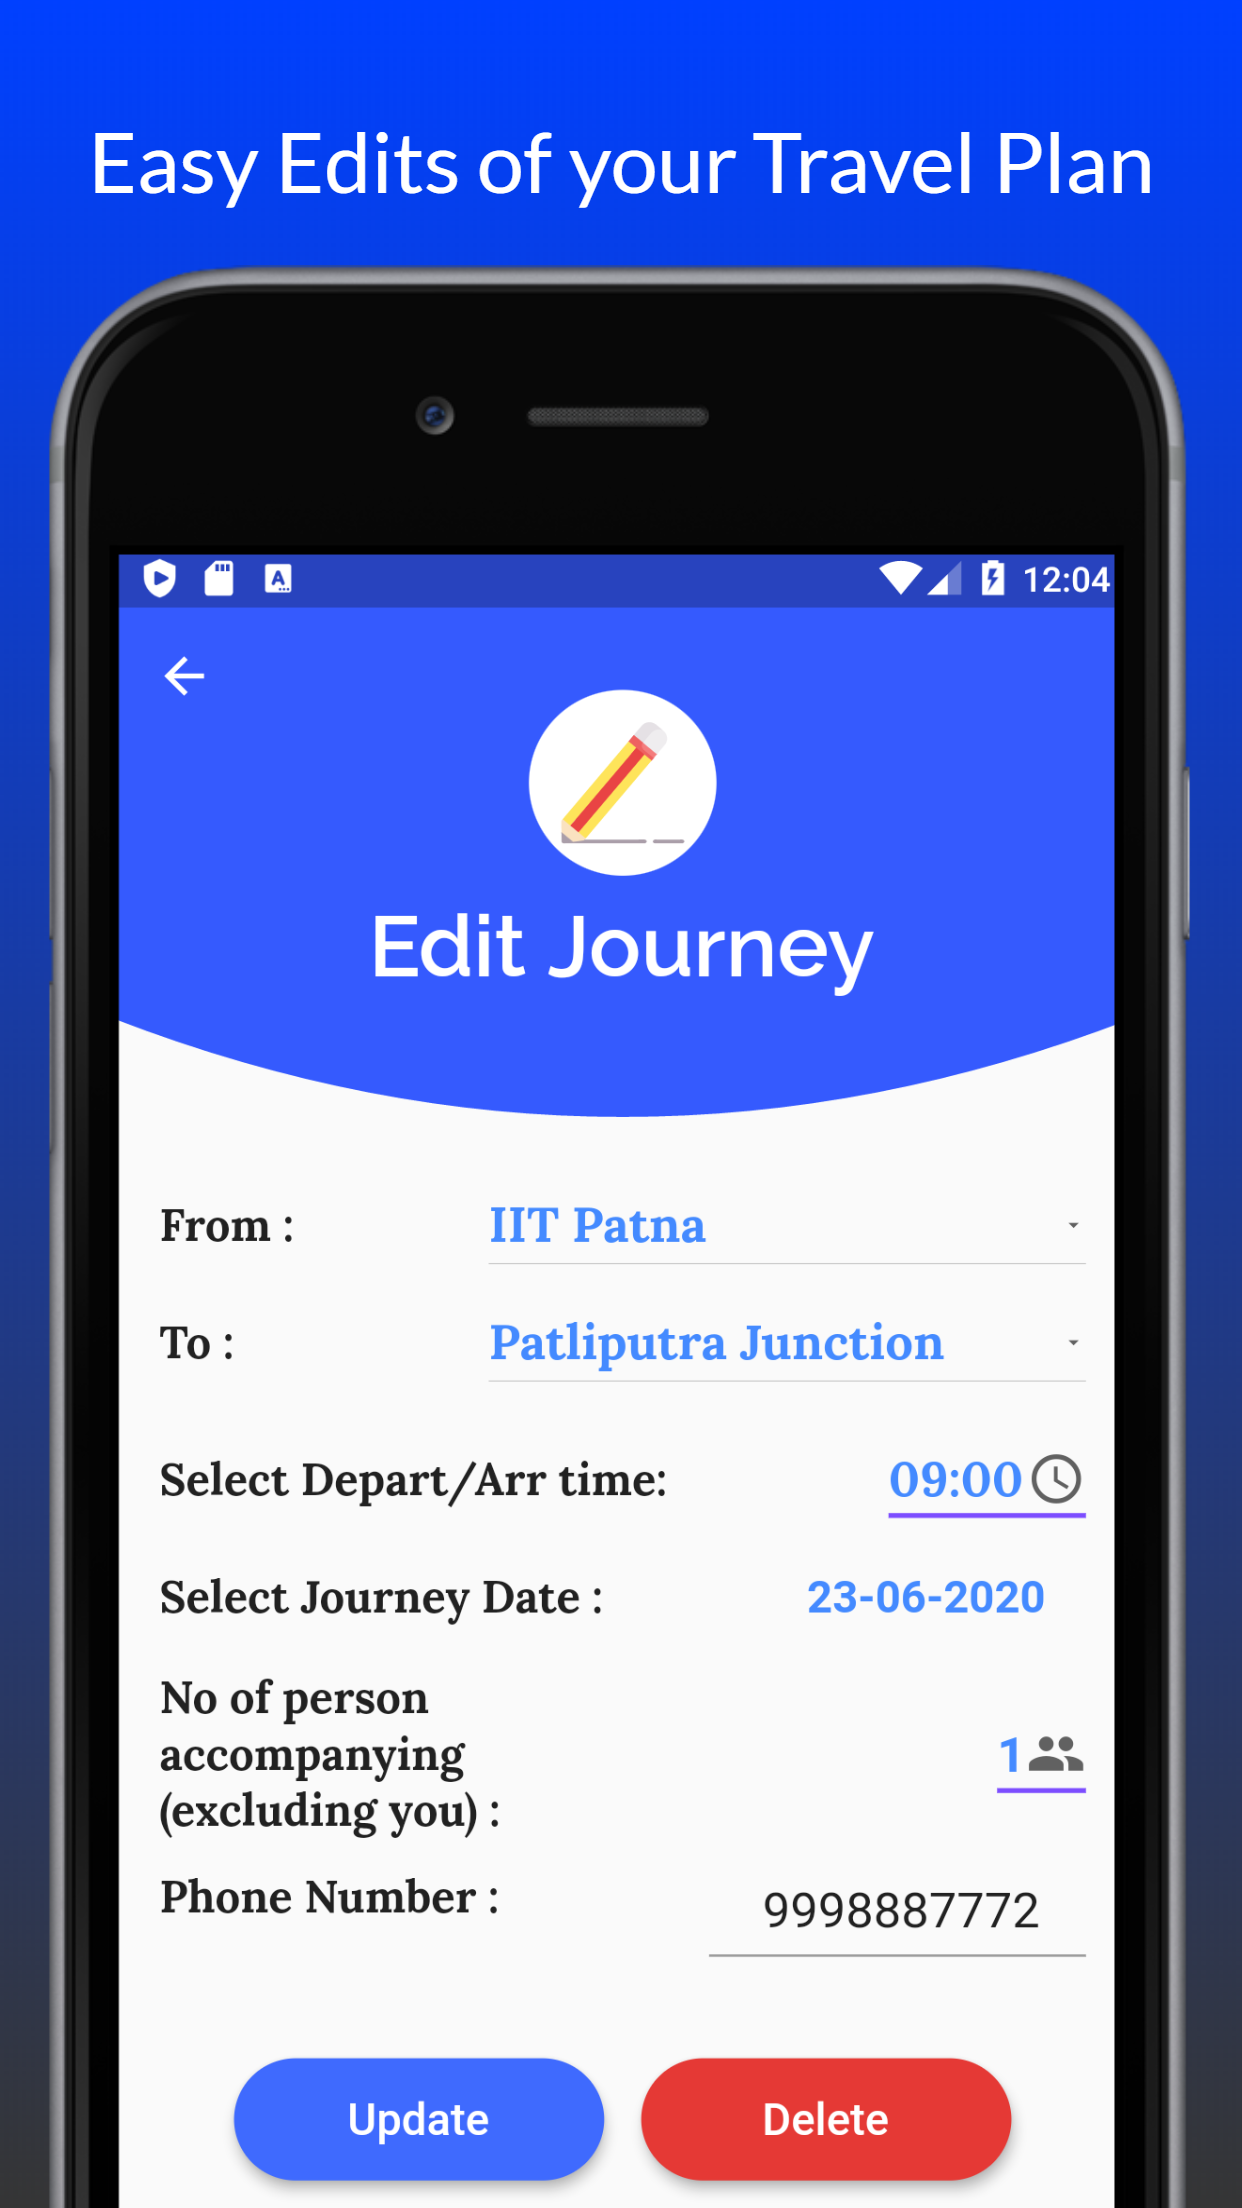 Easy Edits of your Travel Plan
A
12:04
Edit Journey
From :
IIT Patna
To :
Patliputra Junction
Select Depart/Arr time:
09:00
Select Journey Date :
23-06-2020
No of person
accompanying
(excluding you) :
1
Phone Number :
9998887772
Update
Delete